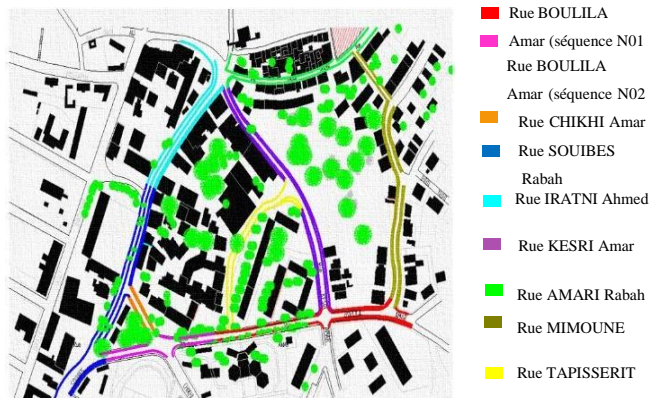 Rue BOULILA
Amar (séquence N01
Rue BOULILA
Amar (séquence N02
Rue CHIKHI Amar
Rue SOUIBES
Rabah
Rue IRATNI Ahmed
Rue KESRI Amar
Rue AMARI Rabah
Rue MIMOUNE
Rue TAPISSERIT